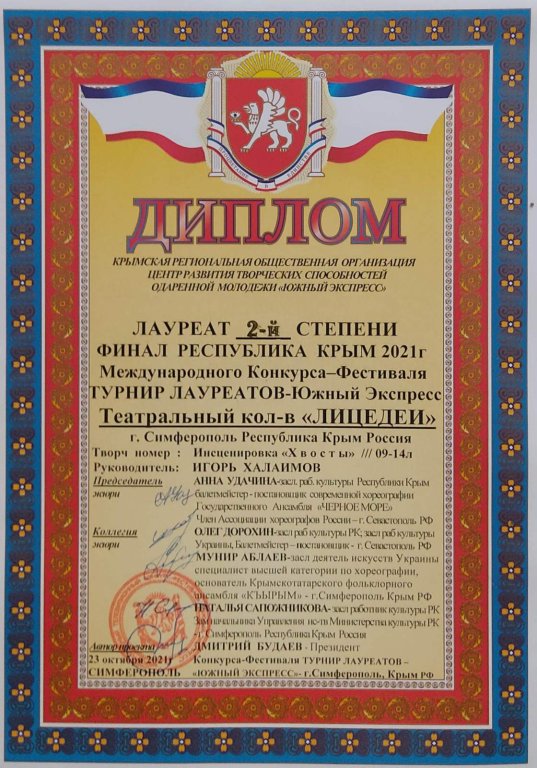 ДИПЛОМ
КРЫМСКАЯ РЕГИОНАЛЬНАЯ ОБЩЕСТВЕННАЯ ОРГАНИЗАЦИЯ
ЦЕНТР РАЗВИТИЯ ТВОРЧЕСКИХ СПОСОБНОСТЕЙ
ОДАРЕННОЙ МОЛОДЕЖИ «ЮЖНЫЙ ЭКСПРЕСС»
ЛАУРЕАТ 2-й СТЕПЕНИ
ФИНАЛ РЕСПУБЛИКА КРЫМ 2021г
Международного Конкурса–Фестиваля
ТУРНИР ЛАУРЕАТОВ-Южный Экспресс
Театральный кол-в «ЛИЦЕДЕИ»
г. Симферополь Республика Крым Россия
Творч номер : Инсценировка «Хвосты» /// 09-14л
Руководитель: ИГОРЬ ХАЛАИМОВ
Председатель АННА УДАЧИНА-засл. раб. культуры Республики Крым
жюри балетмейстер - постановщик современной хореографии
Государственного Ансамбля «ЧЕРНОЕ МОРЕ»
Член Ассоциации хореографов России – г. Севастополь РФ
Коллегия ОЛЕГ ДОРОХИН-засл раб культуры РК; засл раб культуры
жюри Украины, Балетмейстер – постановщик - г. Севастополь РФ
МУНИР АБЛАЕВ-засл деятель искусств Украины
специалист высшей категории по хореографии,
основатель Крымскотатарского фольклорного
ансамбля «КЪЫРЫМ» - г.Симферополь Крым РФ
НАТАЛЬЯ САПОЖНИКОВА- засл работник культуры РК
Зам начальника Управления ис-тв Министерства культуры РК
- г. Симферополь Республика Крым Россия
Автор проекта ДМИТРИЙ БУДАЕВ - Президент
23 октября 2021г Конкурса-Фестиваля ТУРНИР ЛАУРЕАТОВ –
СИМФЕРОПОЛЬ «ЮЖНЫЙ ЭКСПРЕСС»- г.Симферополь, Крым РФ